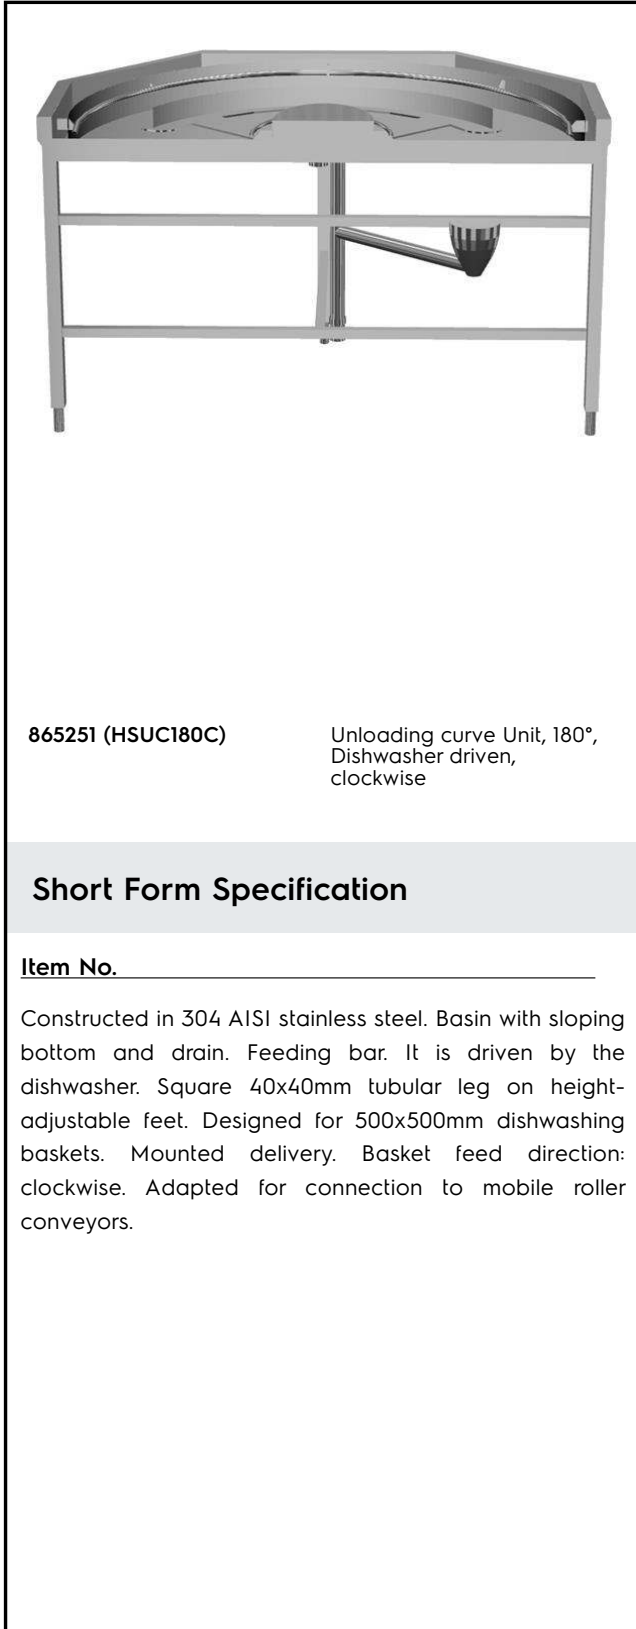 865251 (HSUC180C)
Unloading curve Unit, 180°,
Dishwasher driven,
clockwise
Short Form Specification
Item No.
Constructed in 304 AISI stainless steel. Basin with sloping
bottom and drain. Feeding bar. It is driven by the
dishwasher. Square 40x40mm tubular leg on height-
adjustable feet. Designed for 500x500mm dishwashing
baskets. Mounted delivery. Basket feed direction:
clockwise. Adapted for connection to mobile roller
conveyors.